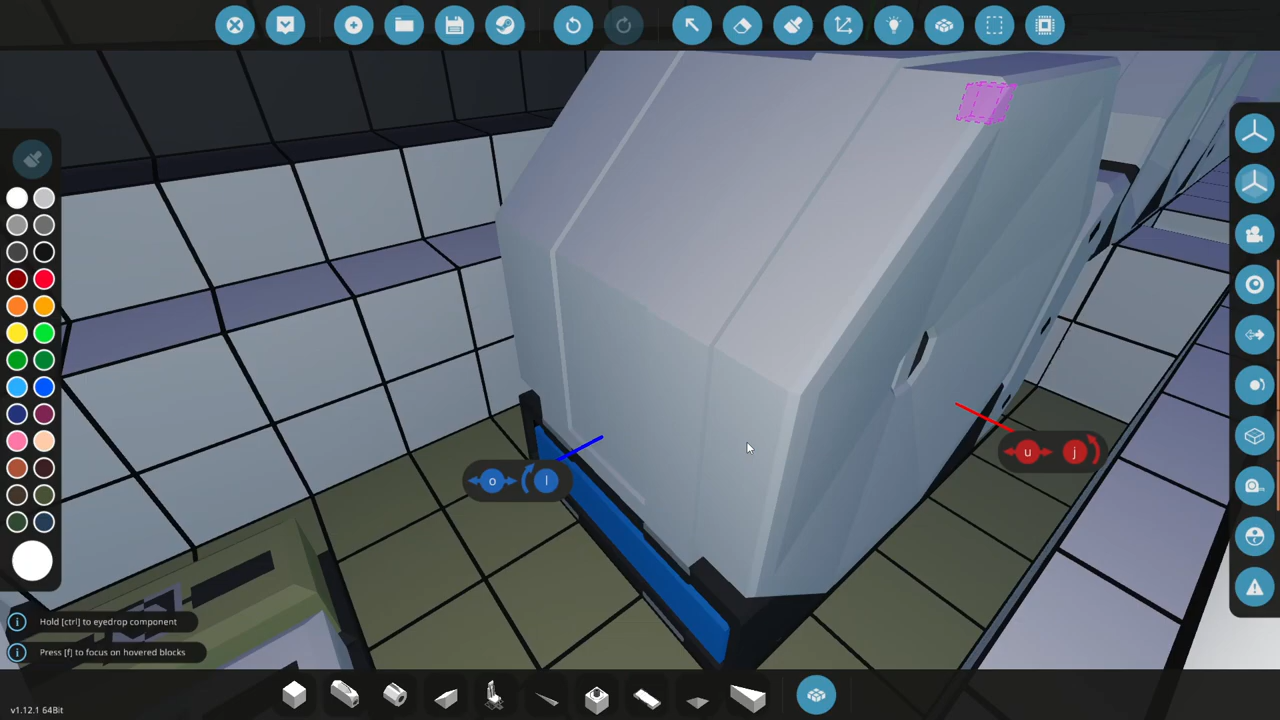 u
j
o
l
Hold [ctrl] to eyedrop component
Press [f] to focus on hovered blocks
v1.12.1 64Bit